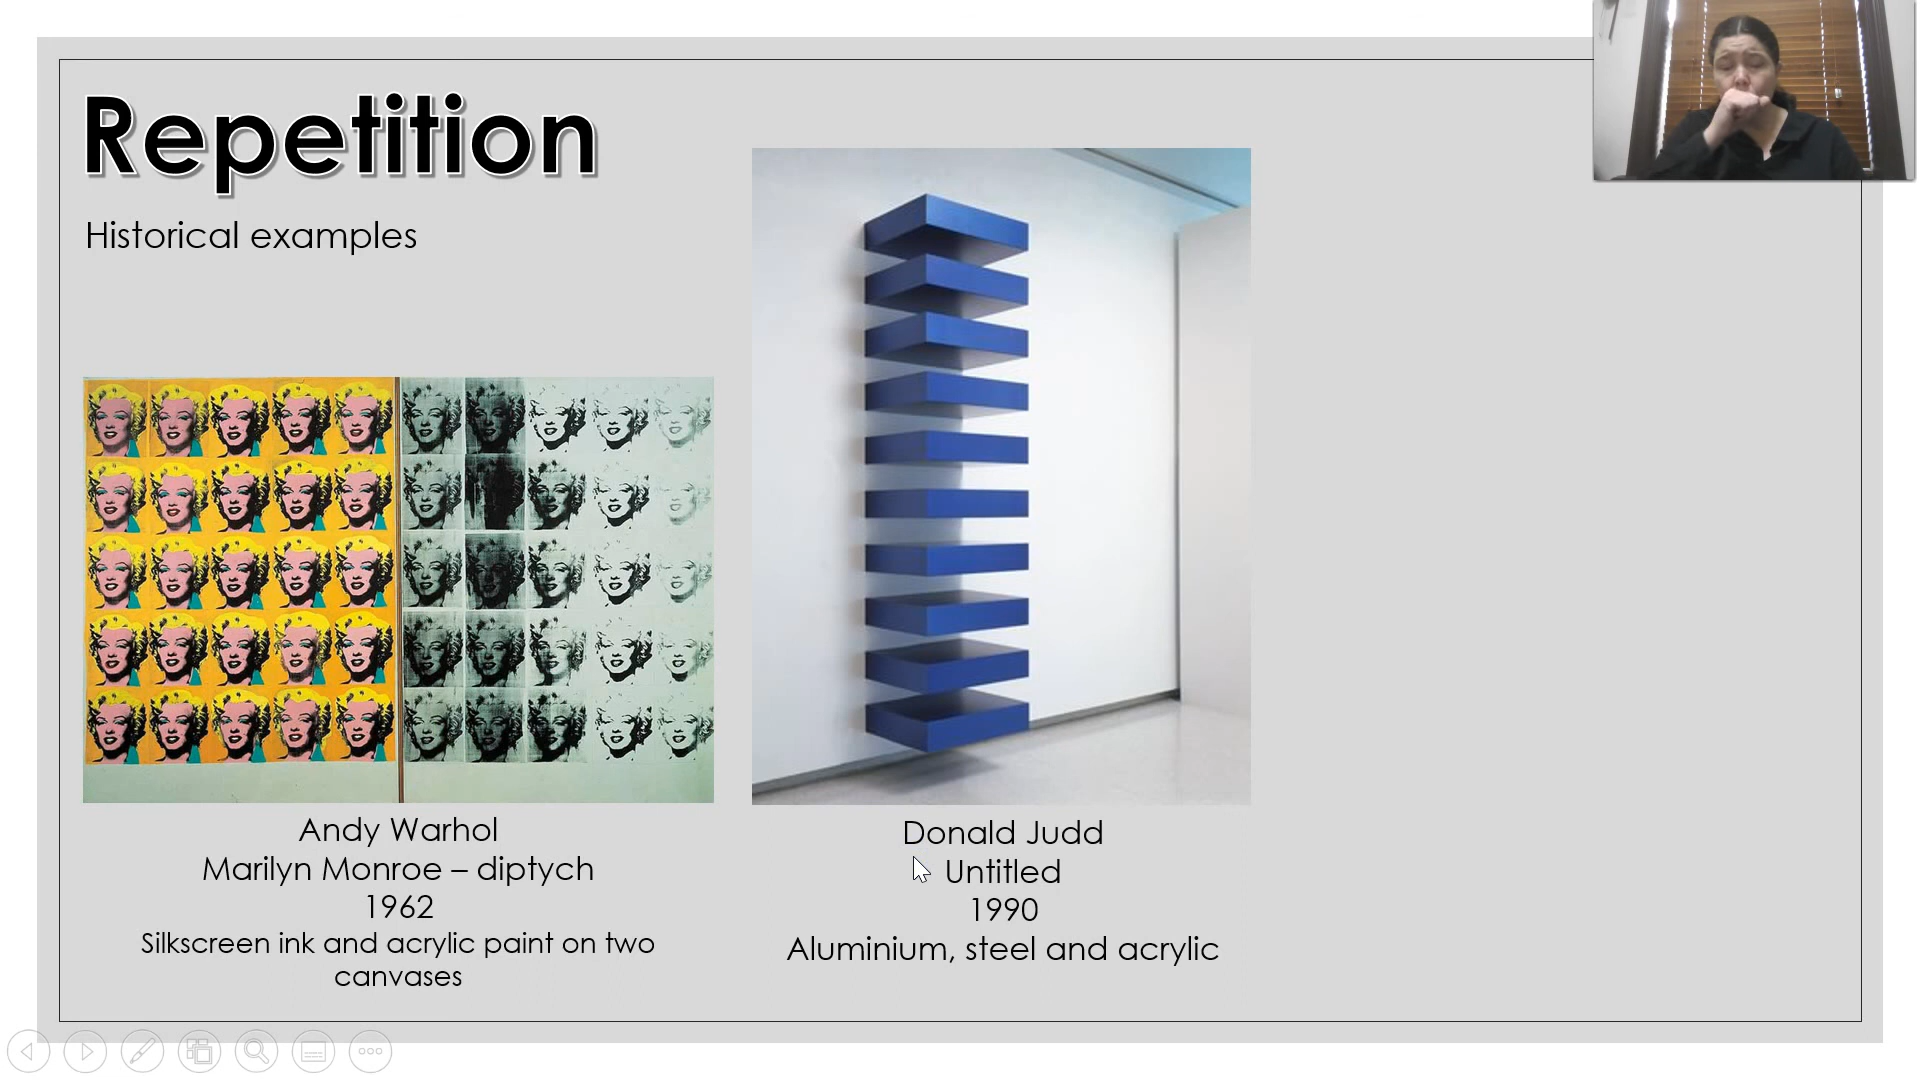 Repetition
Historical examples
Andy Warhol
Marilyn Monroe – diptych
1962
Silkscreen ink and acrylic paint on two
canvases
Donald Judd
Untitled
1990
Aluminium, steel and acrylic